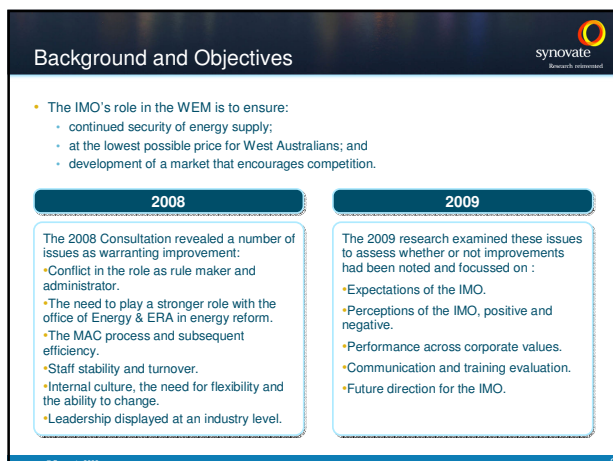 Background and Objectives
synovate
Research reinvented
• The IMO's role in the WEM is to ensure:
• continued security of energy supply;
• at the lowest possible price for West Australians; and
• development of a market that encourages competition.
2008
The 2008 Consultation revealed a number of
issues as warranting improvement:
•Conflict in the role as rule maker and
administrator.
•The need to play a stronger role with the
office of Energy & ERA in energy reform.
•The MAC process and subsequent
efficiency.
•Staff stability and turnover.
•Internal culture, the need for flexibility and
the ability to change.
•Leadership displayed at an industry level.
2009
The 2009 research examined these issues
to assess whether or not improvements
had been noted and focussed on :
•Expectations of the IMO.
•Perceptions of the IMO, positive and
negative.
•Performance across corporate values.
•Communication and training evaluation.
•Future direction for the IMO.